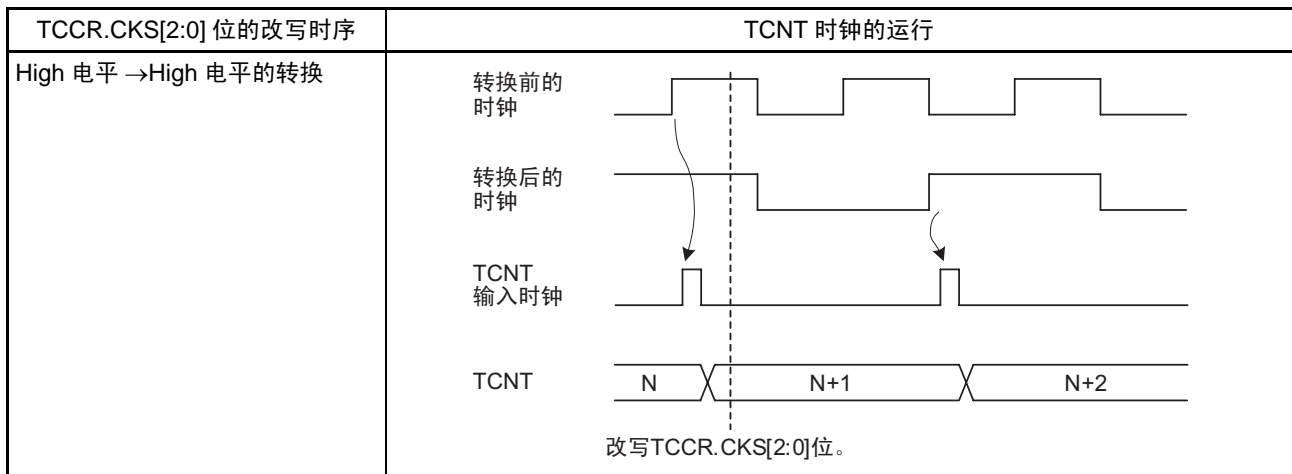 TCCR.CKS[2:0] 位的改写时序
TCNT 时钟的运行
High 电平 →High 电平的转换
转换前的
时钟
转换后的
时钟
TCNT
输入时钟
TCNT
N
N+1
N+2
改写TCCR.CKS[2:0]位。